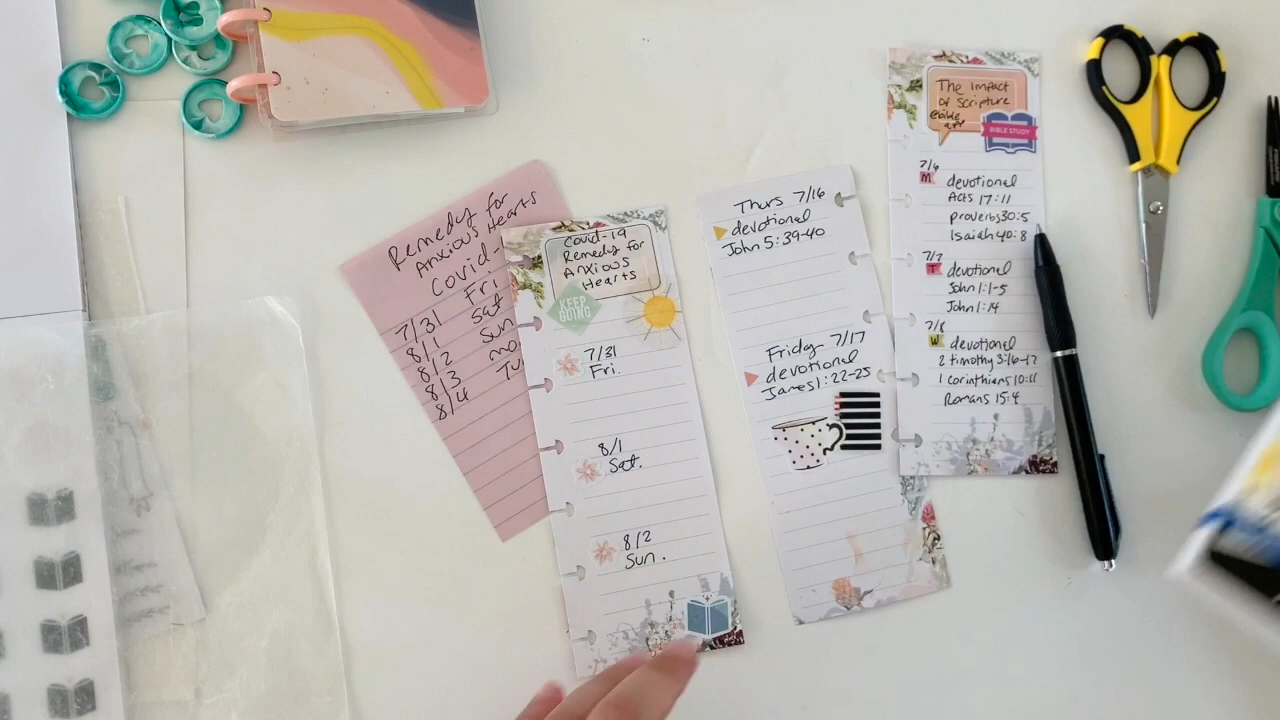 Remedy for
Anxious Hearts
Covid-
7/31 Fri.
8/1 Sat
8/2 Sun
8/3 mo
8/4 Tu
Covid-19
Remedy for
Anxious
Hearts
KEEP
GOING
7/31
Fri.
8/1
Sat.
8/2
Sun.
Thurs 7/16
devotional
John 5:39-40
Friday 7/17
devotional
James 1:22-25
The Impact
of Scripture
BIBLE STUDY
7/6
M devotional
Acts 17:11
proverbs 30:5
Isaiah 40:8
7/7
T devotional
John 1:1-5
John 1:14
7/8
W devotional
2 timothy 3:16-17
1 corinthians 10:11
Romans 15:4